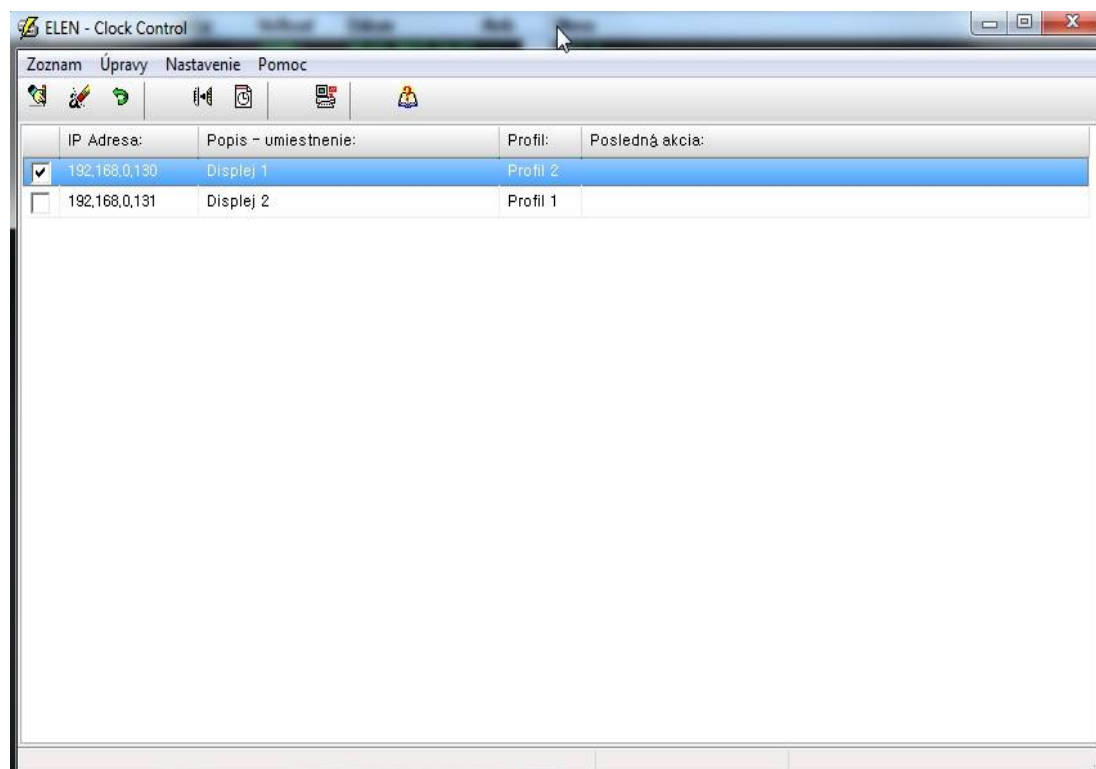 ELEN - Clock Control
Zoznam Úpravy Nastavenie Pomoc
IP Adresa: Popis - umiestnenie: Profil: Posledná akcia:
192,168,0,130 Displej 1 Profil 2
192,168,0,131 Displej 2 Profil 1